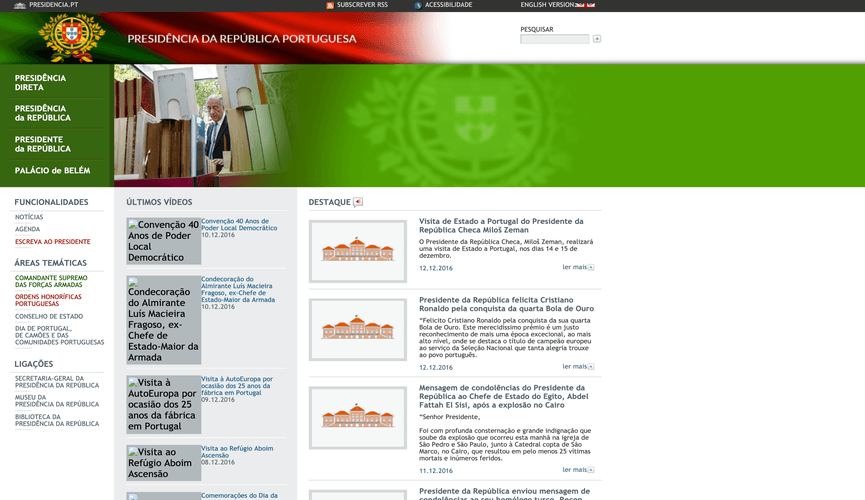 PRESIDENCIA.PT
SUBSCREVER RSS
ACESSIBILIDADE
ENGLISH VERSION
PRESIDÊNCIA DA REPÚBLICA PORTUGUESA
PESQUISAR
PRESIDÊNCIA
DIRETA
PRESIDÊNCIA
da REPÚBLICA
PRESIDENTE
da REPÚBLICA
PALÁCIO de BELÉM
FUNCIONALIDADES
NOTÍCIAS
AGENDA
ESCREVA AO PRESIDENTE
ÁREAS TEMÁTICAS
COMANDANTE SUPREMO
DAS FORÇAS ARMADAS
ORDENS HONORÍFICAS
PORTUGUESAS
CONSELHO DE ESTADO
DIA DE PORTUGAL,
DE CAMÕES E DAS
COMUNIDADES PORTUGUESAS
LIGAÇÕES
SECRETARIA-GERAL DA
PRESIDÊNCIA DA REPÚBLICA
MUSEU DA
PRESIDÊNCIA DA REPÚBLICA
BIBLIOTECA DA
PRESIDÊNCIA DA REPÚBLICA
ÚLTIMOS VÍDEOS
Convenção 40
Anos de Poder
Local
Democrático
Convenção 40 Anos de
Poder Local Democrático
10.12.2016
Condecoração
do Almirante
Luís Macieira
Fragoso, ex-
Chefe de
Estado-Maior da
Armada
Condecoração do
Almirante Luís Macieira
Fragoso, ex-Chefe de
Estado-Maior da Armada
10.12.2016
Visita à
AutoEuropa por
ocasião dos 25
anos da fábrica
em Portugal
Visita à AutoEuropa por
ocasião dos 25 anos da
fábrica em Portugal
09.12.2016
Visita ao
Refúgio Aboim
Ascensão
Visita ao Refúgio Aboim
Ascensão
08.12.2016
Comemorações do Dia da
DESTAQUE
Visita de Estado a Portugal do Presidente da
República Checa Miloš Zeman
O Presidente da República Checa, Miloš Zeman, realizará
uma visita de Estado a Portugal, nos dias 14 e 15 de
dezembro.
12.12.2016
ler mais
Presidente da República felicita Cristiano
Ronaldo pela conquista da quarta Bola de Ouro
“Felicito Cristiano Ronaldo pela conquista da sua quarta
Bola de Ouro. Este merecidíssimo prémio é um justo
reconhecimento de mais uma época excecional, ao mais
alto nível, onde se destaca o título de campeão europeu
ao serviço da Seleção Nacional que tanta alegria trouxe
ao povo português.
12.12.2016
ler mais
Mensagem de condolências do Presidente da
República ao Chefe de Estado do Egito, Abdel
Fattah El Sisi, após a explosão no Cairo
“Senhor Presidente,
Foi com profunda consternação e grande indignação que
soube da explosão que ocorreu esta manhã na igreja de
São Pedro e São Paulo, junto à Catedral copta de São
Marco, no Cairo, que resultou em pelo menos 25 vítimas
mortais e inúmeros feridos.
11.12.2016
ler mais
Presidente da República enviou mensagem de
condolências ao seu homólogo turco, Recep